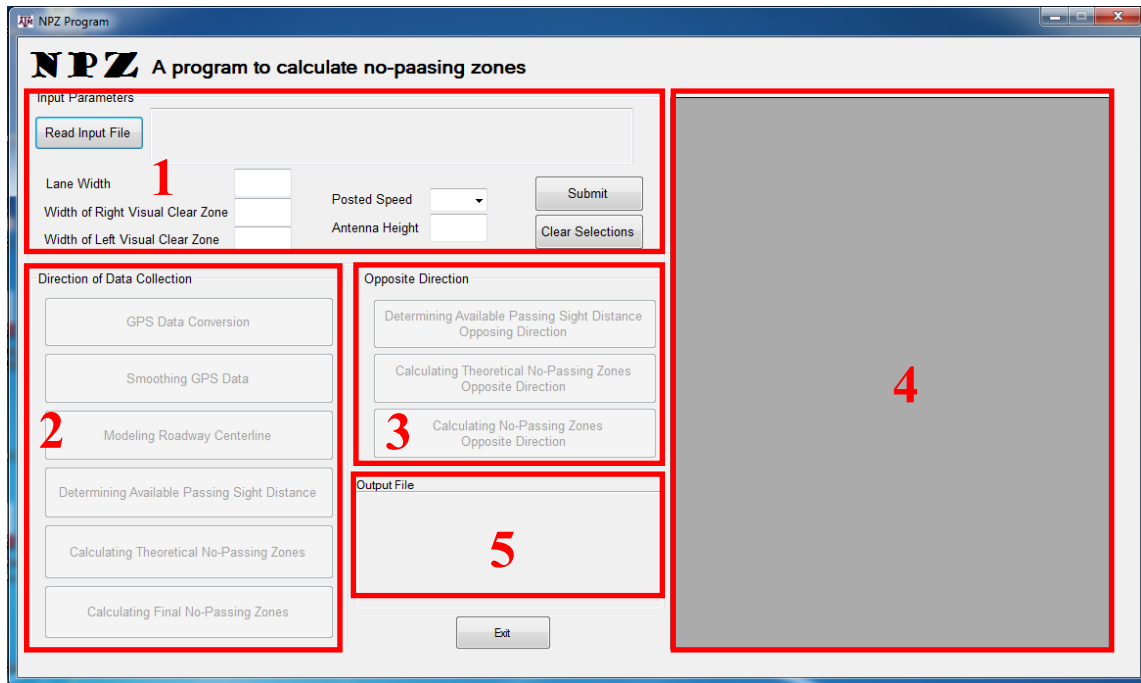 NPZ Program
NPZ A program to calculate no-paasing zones
Input Parameters
Read Input File
1
Lane Width
Width of Right Visual Clear Zone
Width of Left Visual Clear Zone
Posted Speed
Antenna Height
Submit
Clear Selections
Direction of Data Collection
GPS Data Conversion
Smoothing GPS Data
2
Modeling Roadway Centerline
Determining Available Passing Sight Distance
Calculating Theoretical No-Passing Zones
Calculating Final No-Passing Zones
Opposite Direction
Determining Available Passing Sight Distance
Opposing Direction
Calculating Theoretical No-Passing Zones
Opposite Direction
3
Calculating No-Passing Zones
Opposite Direction
Output File
5
Exit
4